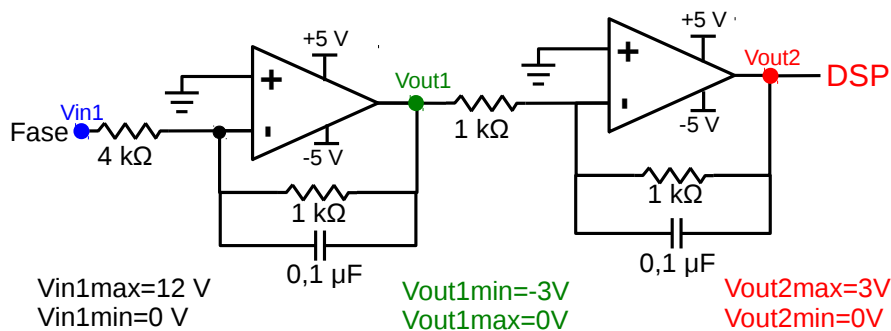 +5 V
+
Vout1
-
-5 V
Fase
Vin1
4 kΩ
1 kΩ
0,1 μF
1 kΩ
+5 V
+
Vout2
DSP
-
-5 V
1 kΩ
0,1 μF
Vin1max=12 V
Vin1min=0 V
Vout1min=-3V
Vout1max=0V
Vout2max=3V
Vout2min=0V